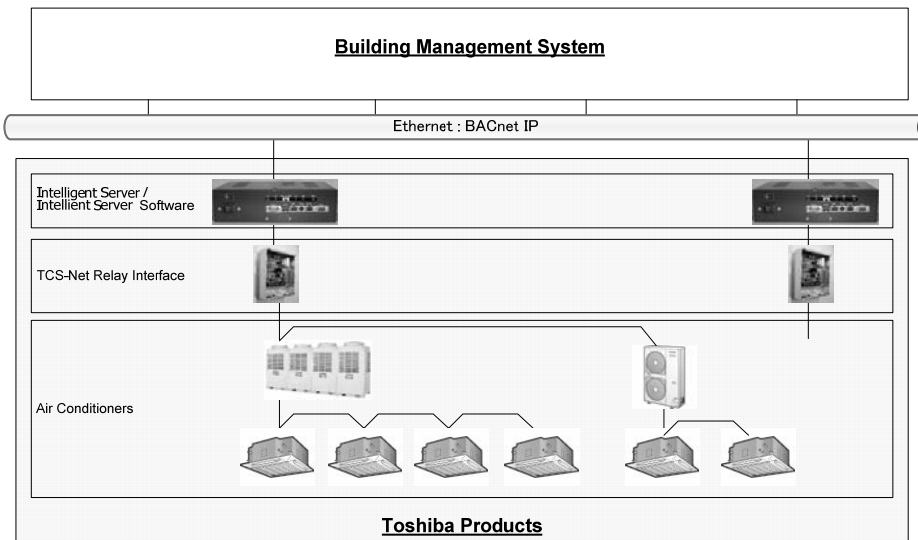 Building Management System
Ethernet : BACnet IP
Intelligent Server /
Intellient Server Software
TCS-Net Relay Interface
Air Conditioners
Toshiba Products